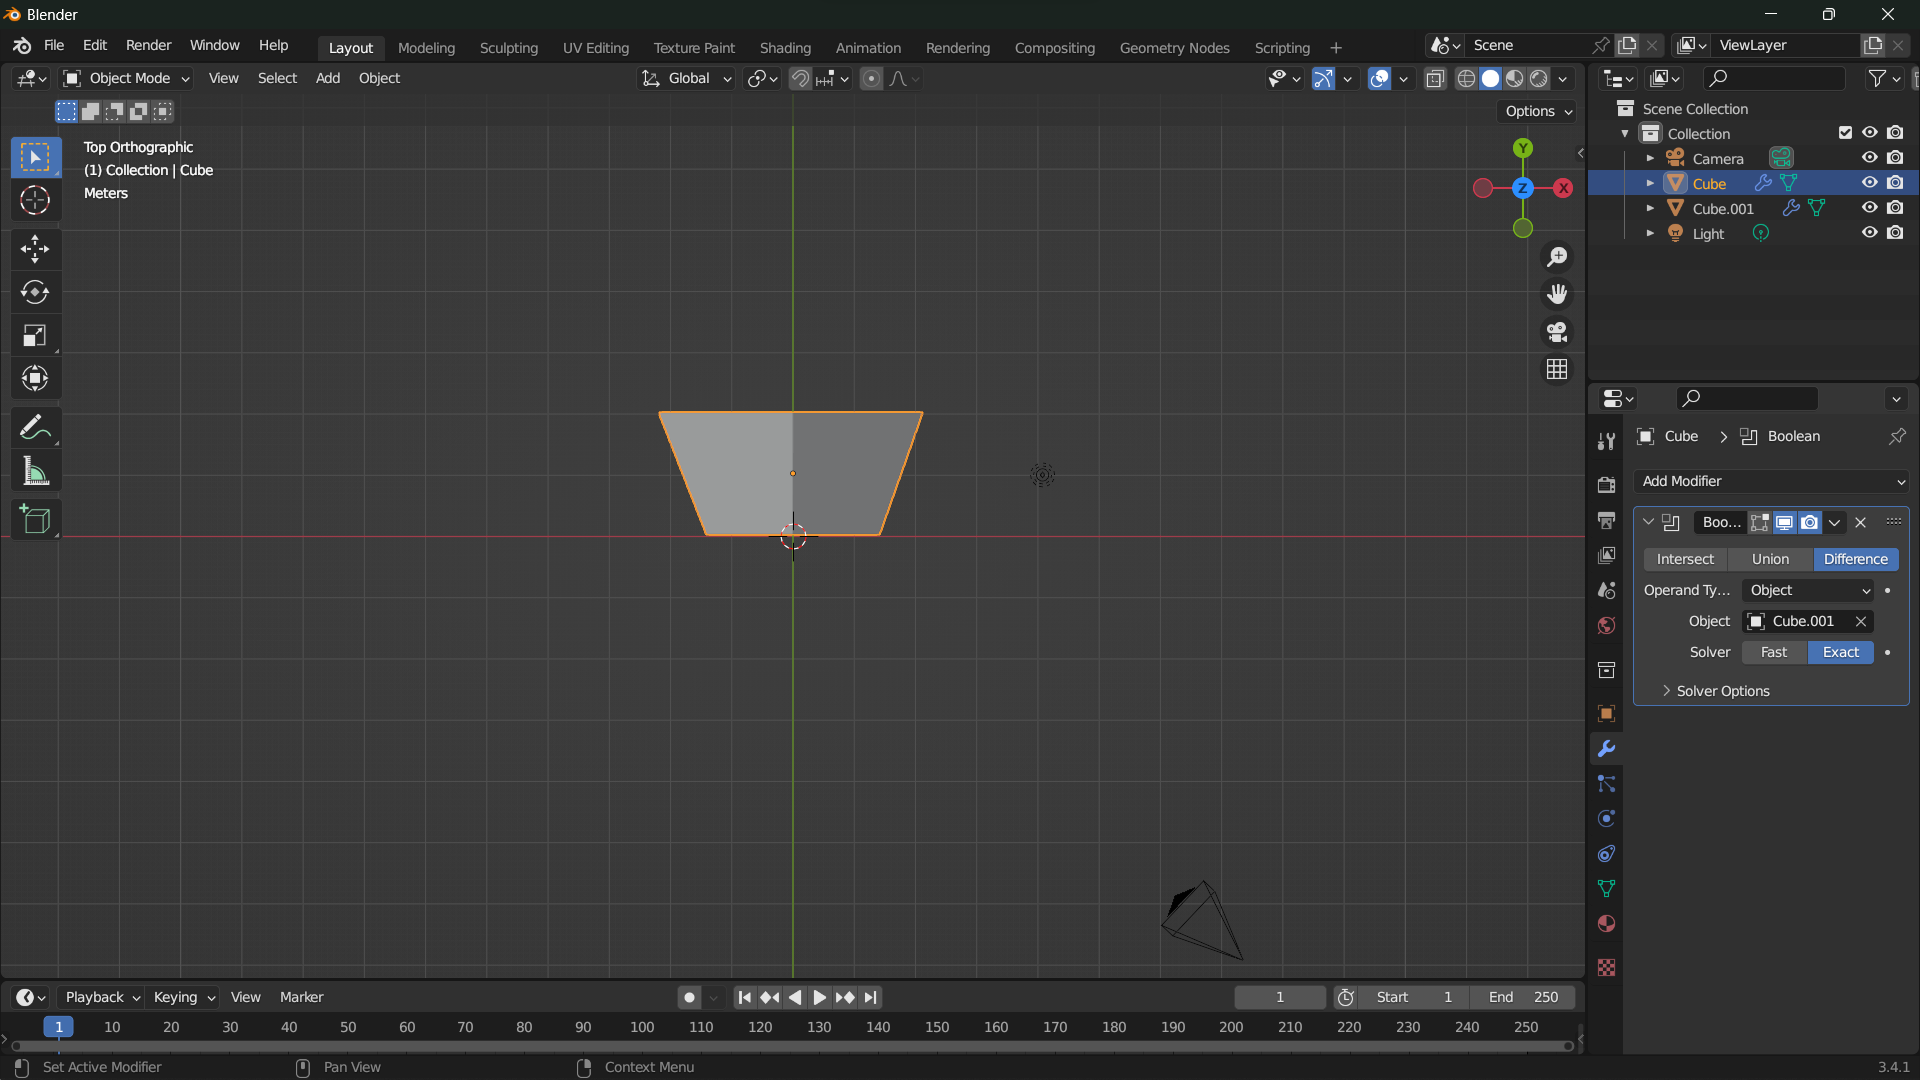 Blender
File Edit Render Window Help Layout Modeling Sculpting UV Editing Texture Paint Shading Animation Rendering Compositing Geometry Nodes Scripting + Scene ViewLayer
Object Mode View Select Add Object Global
Options
Top Orthographic
(1) Collection | Cube
Meters
Y
Z
X
Scene Collection
Collection
Camera
Cube
Cube.001
Light
Cube > Boolean
Add Modifier
Boo...
Intersect Union Difference
Operand Ty... Object
Object Cube.001
Solver Fast Exact
Solver Options
Playback Keying View Marker 1 Start 1 End 250
1 10 20 30 40 50 60 70 80 90 100 110 120 130 140 150 160 170 180 190 200 210 220 230 240 250
Set Active Modifier Pan View Context Menu 3.4.1